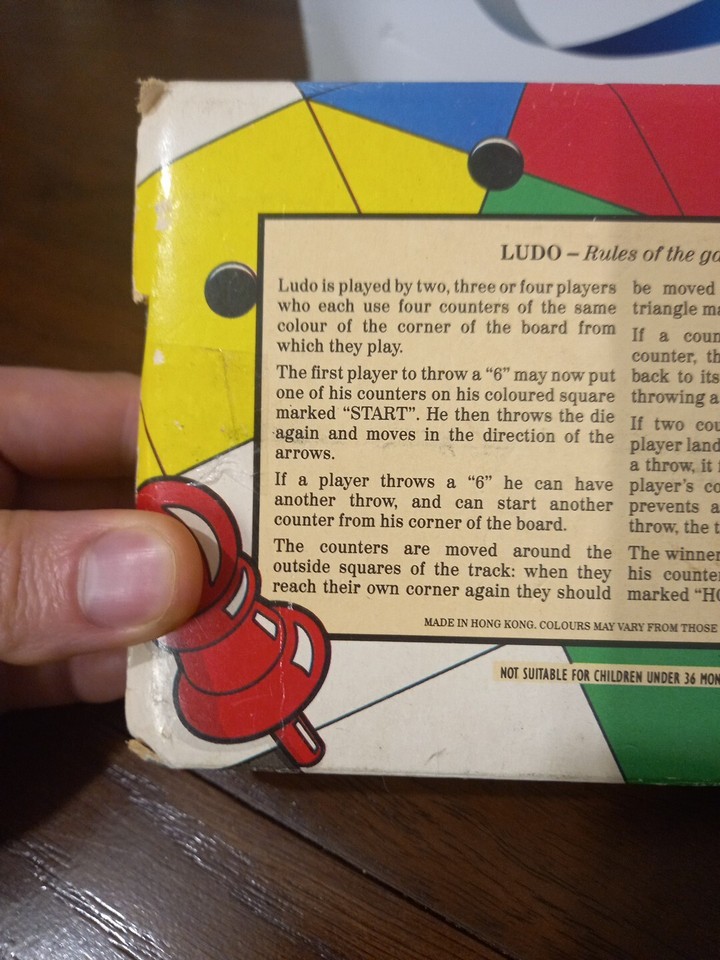 LUDO – Rules of the
Ludo is played by two, three or four players
who each use four counters of the same
colour of the corner of the board from
which they play.
The first player to throw a “6” may now put
one of his counters on his coloured square
marked “START”. He then throws the die
again and moves in the direction of the
arrows.
If a player throws a “6” he can have
another throw, and can start another
counter from his corner of the board.
The counters are moved around the
outside squares of the track: when they
reach their own corner again they should
be moved
triangle
If a
counter,
back to its
throwing a
If two
player
a throw, it
player's
prevents a
throw, the
The winner
his
marked
MADE IN HONG KONG. COLOURS MAY VARY FROM THOSE
NOT SUITABLE FOR CHILDREN UNDER 36